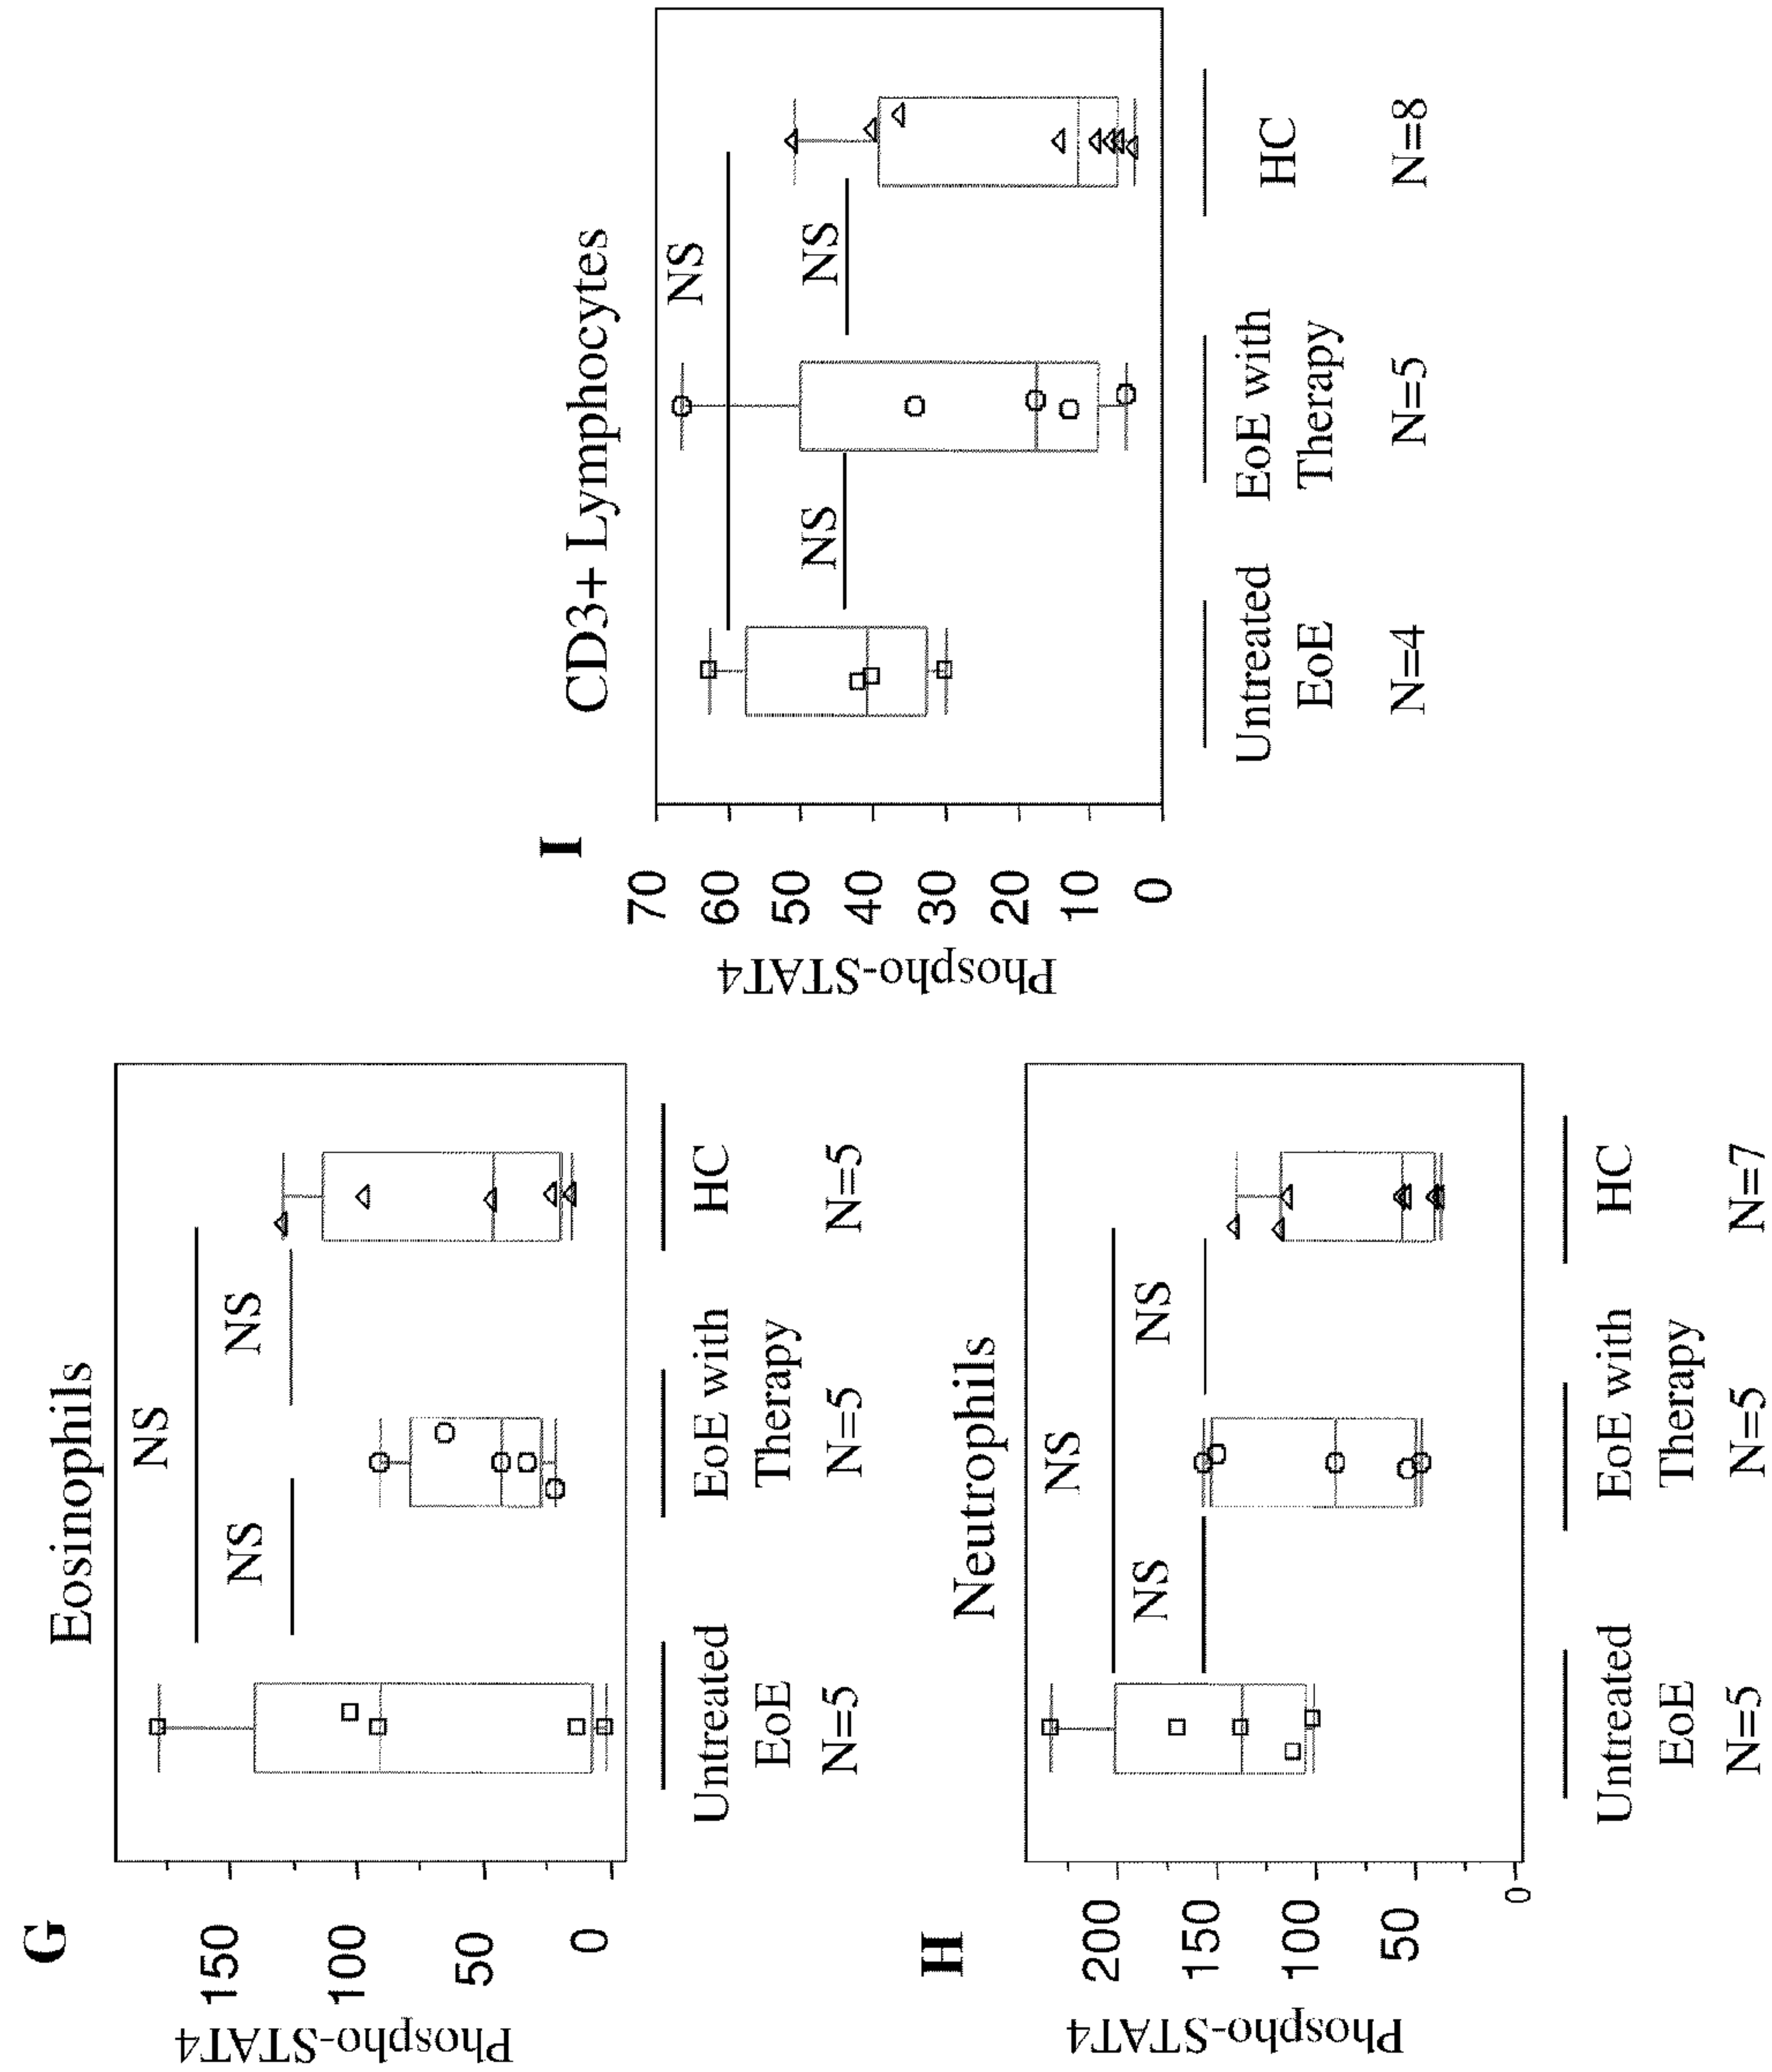 G
Eosinophils
Phospho-STAT4
150
100
50
0
NS
NS
NS
Untreated
EoE
N=5
EoE with
Therapy
N=5
HC
N=5
H
Neutrophils
Phospho-STAT4
200
150
100
50
0
NS
NS
NS
Untreated
EoE
N=5
EoE with
Therapy
N=5
HC
N=7
I
CD3+ Lymphocytes
Phospho-STAT4
70
60
50
40
30
20
10
0
NS
NS
NS
Untreated
EoE
N=4
EoE with
Therapy
N=5
HC
N=8